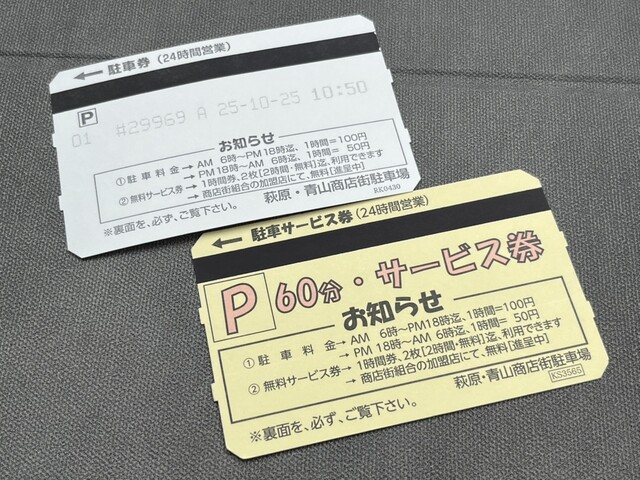 ← 駐車券 (24時間営業)
P
01 #29969 A 25-10-25 10:50
お知らせ
①駐車料金→AM 6時~PM18時迄、1時間=100円
→PM 18時~AM 6時迄、1時間= 50円
②無料サービス券→1時間券、2枚[2時間・無料]迄、利用できます
→商店街組合の加盟店にて、無料[進呈中]
萩原・青山商店街駐車場
※裏面を、必ず、ご覧下さい。
RK0430
← 駐車サービス券(24時間営業)
P 60分・サービス券
お知らせ
①駐車料金→AM 6時~PM18時迄、1時間=100円
→PM 18時~AM 6時迄、1時間= 50円
②無料サービス券→1時間券、2枚[2時間・無料]迄、利用できます
→商店街組合の加盟店にて、無料[進呈中]
萩原・青山商店街駐車場
※裏面を、必ず、ご覧下さい。
KS3565